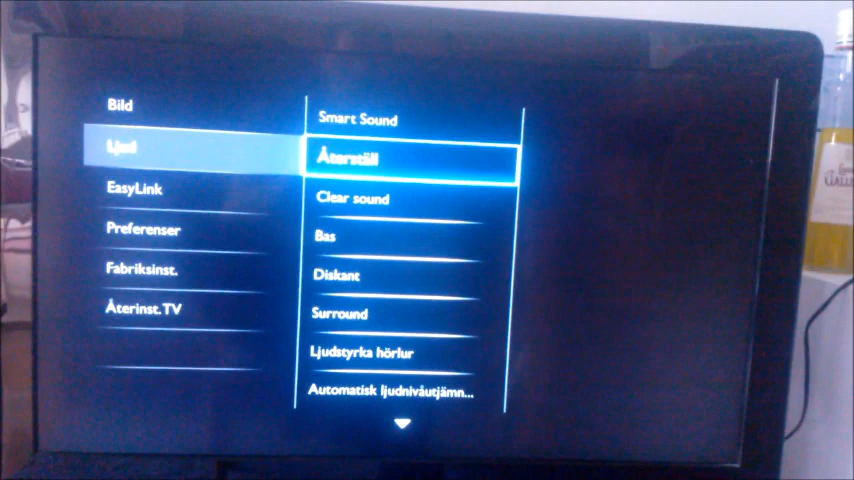 Bild
Ljud
EasyLink
Preferenser
Fabriksinst.
Återinst.TV
Smart Sound
Återställ
Clear sound
Bas
Diskant
Surround
Ljudstyrka hörlur
Automatisk ljudnivåutjämn...